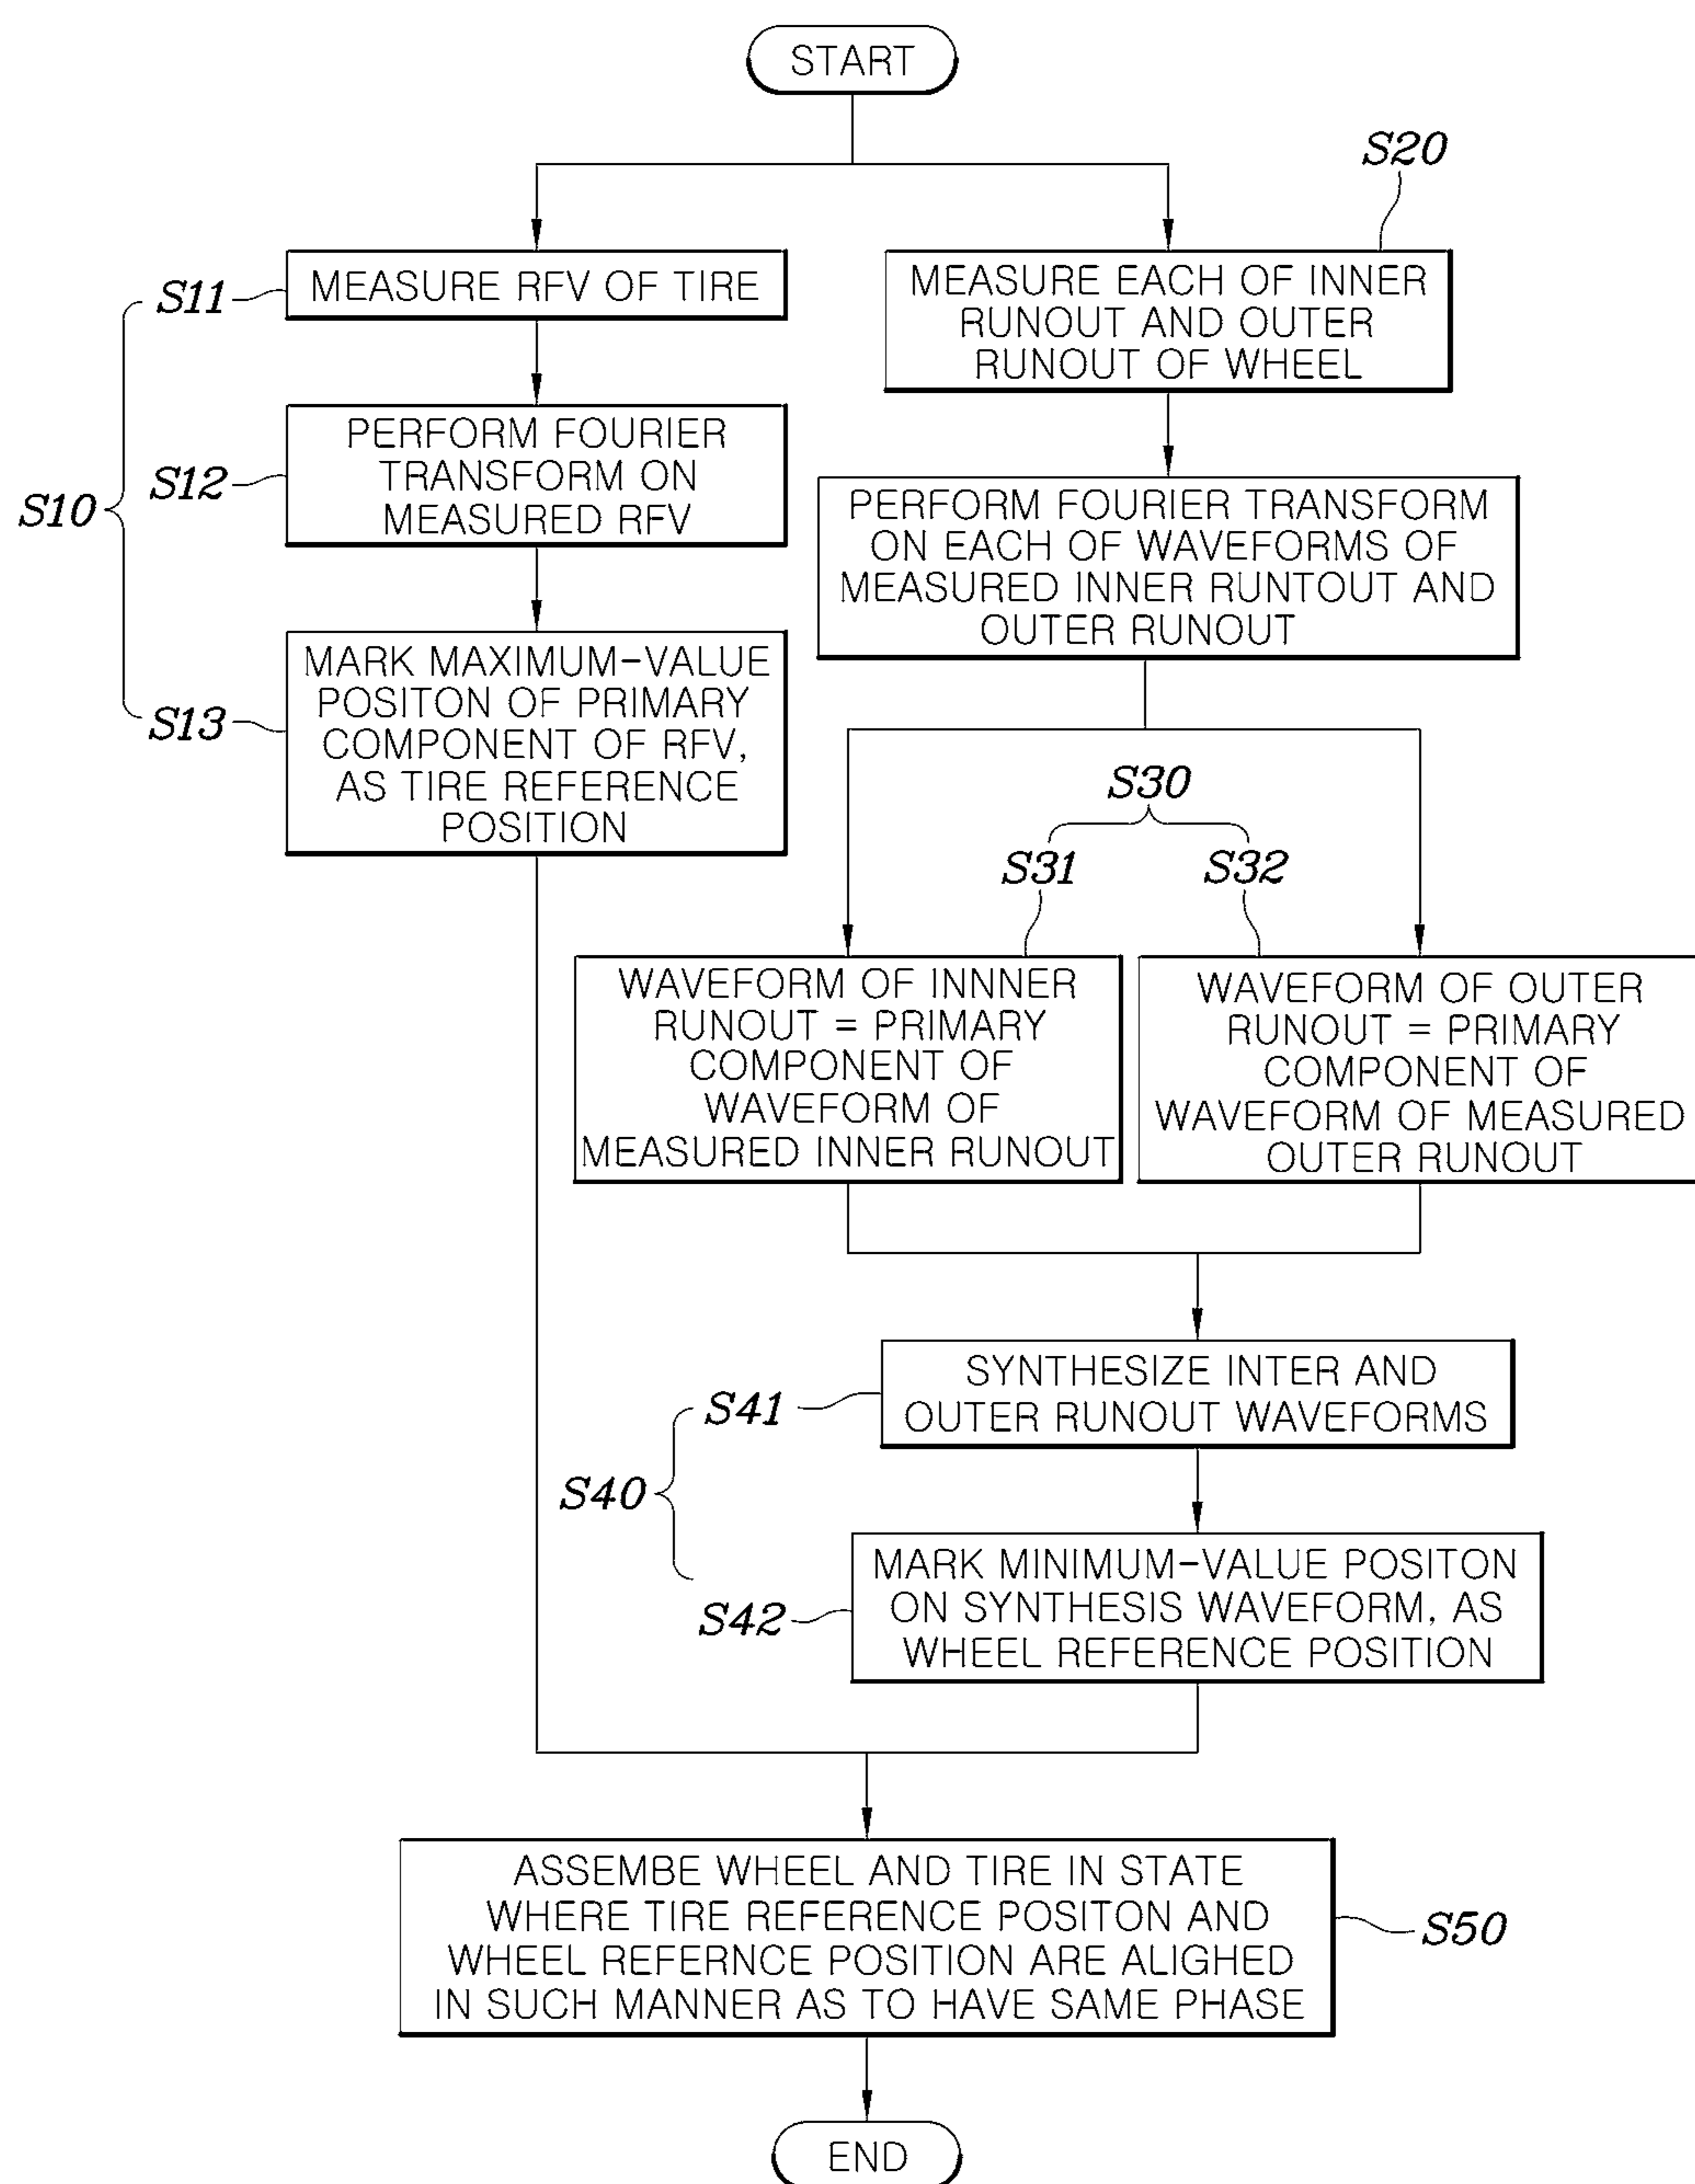 START
S20
S11
MEASURE RFV OF TIRE
MEASURE EACH OF INNER
RUNOUT AND OUTER
RUNOUT OF WHEEL
S10
S12
PERFORM FOURIER
TRANSFORM ON
MEASURED RFV
PERFORM FOURIER TRANSFORM
ON EACH OF WAVEFORMS OF
MEASURED INNER RUNTOUT AND
OUTER RUNOUT
S13
MARK MAXIMUM-VALUE
POSITON OF PRIMARY
COMPONENT OF RFV,
AS TIRE REFERENCE
POSITION
S30
S31
S32
WAVEFORM OF INNNER
RUNOUT = PRIMARY
COMPONENT OF
WAVEFORM OF
MEASURED INNER RUNOUT
WAVEFORM OF OUTER
RUNOUT = PRIMARY
COMPONENT OF
WAVEFORM OF MEASURED
OUTER RUNOUT
S41
SYNTHESIZE INTER AND
OUTER RUNOUT WAVEFORMS
S40
S42
MARK MINIMUM-VALUE POSITON
ON SYNTHESIS WAVEFORM, AS
WHEEL REFERENCE POSITION
ASSEMBE WHEEL AND TIRE IN STATE
WHERE TIRE REFERENCE POSITON AND
WHEEL REFERNCE POSITION ARE ALIGHED
IN SUCH MANNER AS TO HAVE SAME PHASE
S50
END